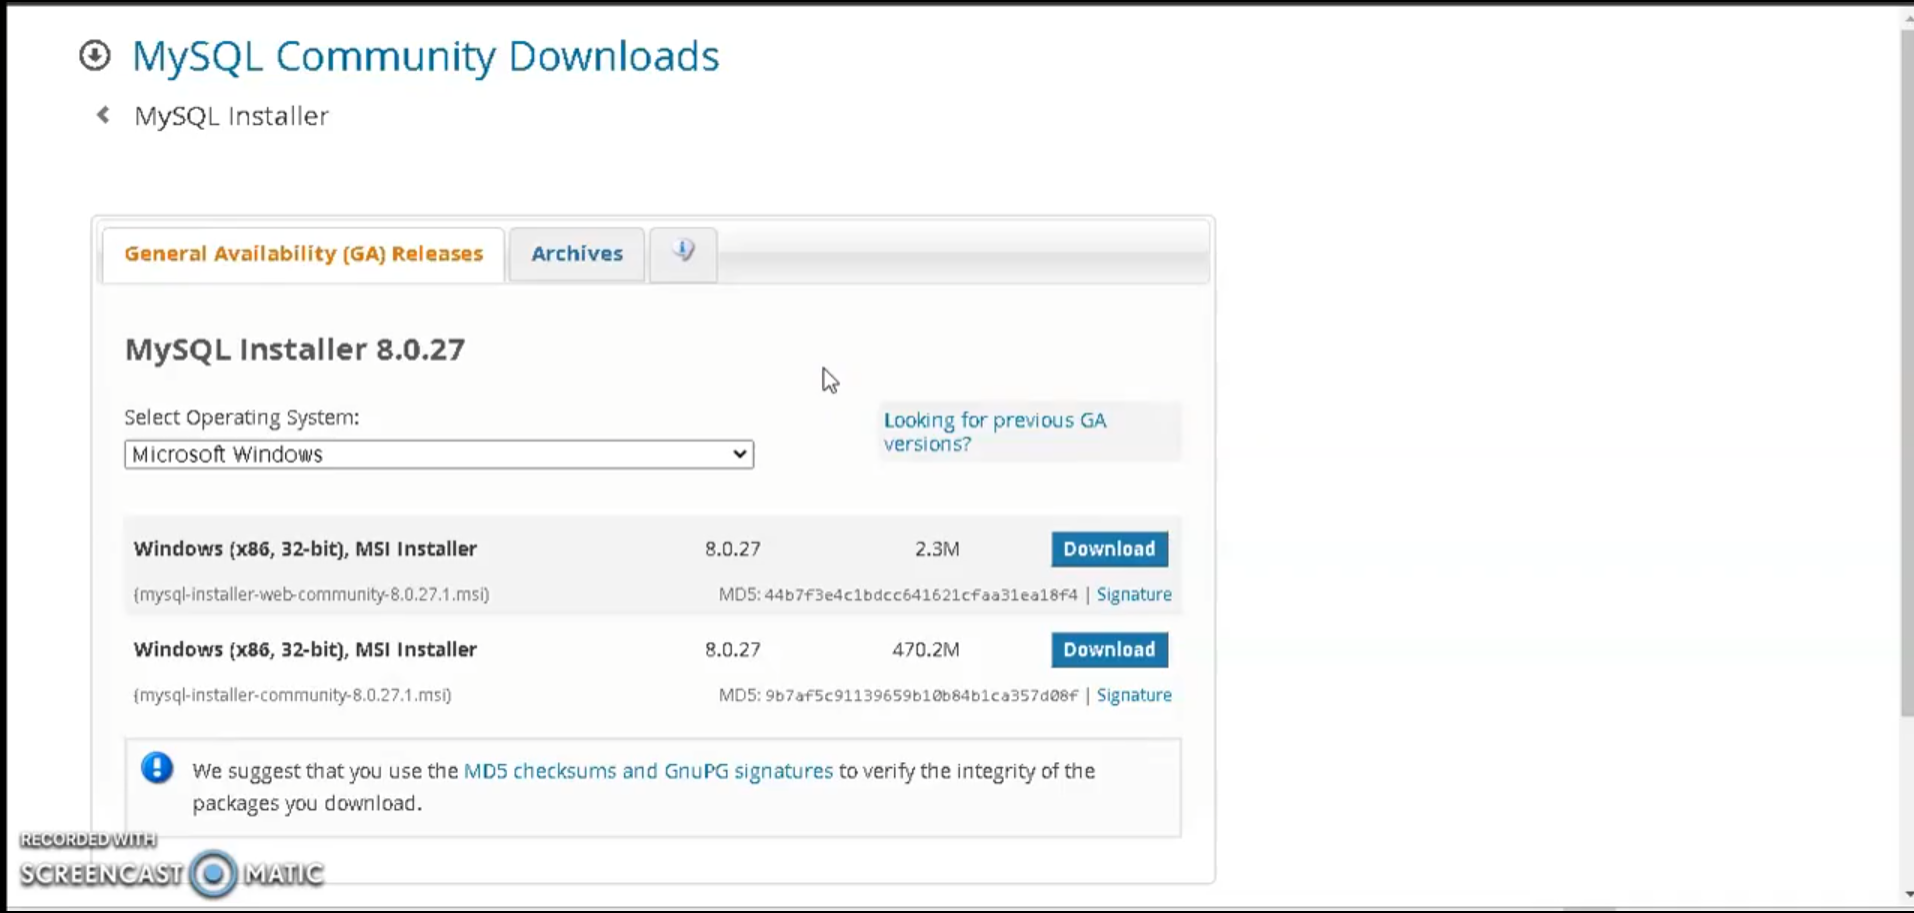 MySQL Community Downloads
MySQL Installer
General Availability (GA) Releases
Archives
MySQL Installer 8.0.27
Select Operating System:
Microsoft Windows
Looking for previous GA
versions?
Windows (x86, 32-bit), MSI Installer 8.0.27 2.3M Download
(mysql-installer-web-community-8.0.27.1.msi) MD5: 44b7f3e4c1bdcc641621cfaa31ea18f4 | Signature
Windows (x86, 32-bit), MSI Installer 8.0.27 470.2M Download
(mysql-installer-community-8.0.27.1.msi) MD5: 9b7af5c91139659b10b84b1ca357d08f | Signature
We suggest that you use the MD5 checksums and GnuPG signatures to verify the integrity of the
packages you download.
RECORDED WITH
SCREENCAST MATIC